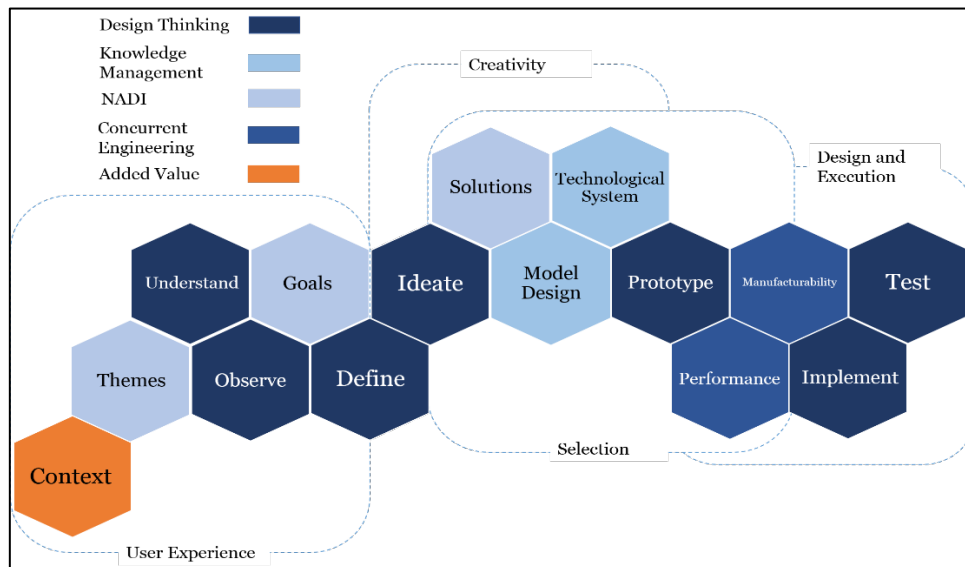 Design Thinking
Knowledge
Management
NADI
Concurrent
Engineering
Added Value
Creativity
Design and
Execution
Solutions
Technological
System
Understand
Goals
Ideate
Model
Design
Prototype
Manufacturability
Test
Themes
Observe
Define
Performance
Implement
Context
Selection
User Experience